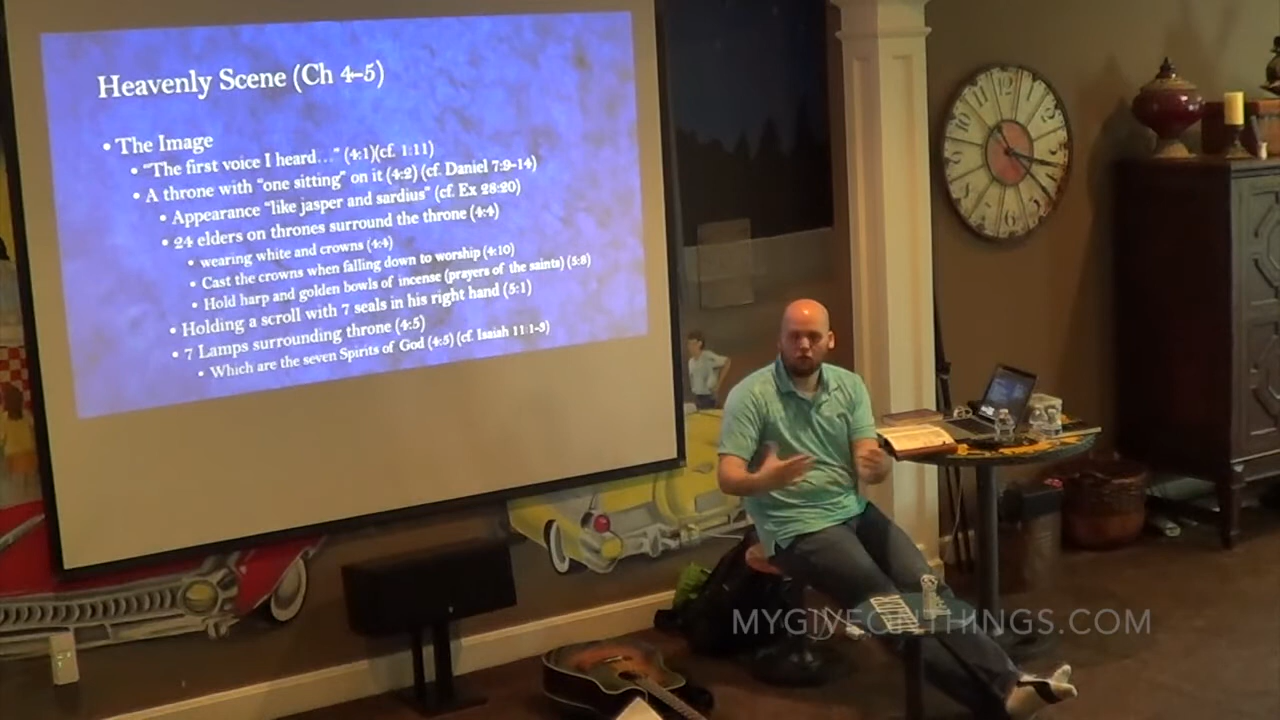 Heavenly Scene (Ch 4-5)
• The Image
• "The first voice I heard…" (4:1)(cf. 1:11)
• A throne with "one sitting" on it (4:2) (cf. Daniel 7:9-14)
• Appearance "like jasper and sardius" (cf. Ex 28:20)
• 24 elders on thrones surround the throne (4:4)
• wearing white and crowns (4:4)
• Cast the crowns when falling down to worship (4:10)
• Hold harp and golden bowls of incense (prayers of the saints) (5:8)
• Holding a scroll with 7 seals in his right hand (5:1)
• 7 Lamps surrounding throne (4:5)
• Which are the seven Spirits of God (4:5) (cf. Isaiah 11:1-3)
MYGIVEONTHINGS.COM